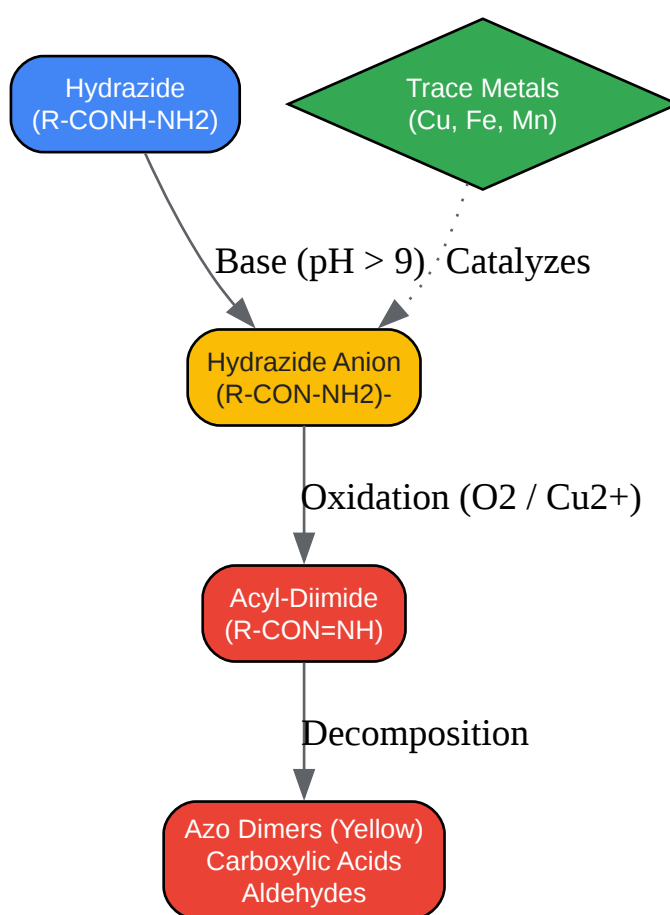 Hydrazide
(R-CONH-NH2)
Trace Metals
(Cu, Fe, Mn)
Base (pH > 9)
Catalyzes
Hydrazide Anion
(R-CON-NH2)-
Oxidation (O2 / Cu2+)
Acyl-Diimide
(R-CON=NH)
Decomposition
Azo Dimers (Yellow)
Carboxylic Acids
Aldehydes